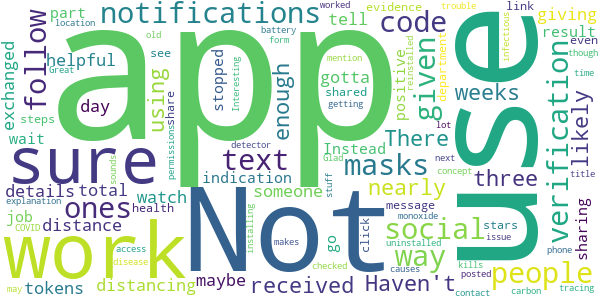 app
use
Not
work
sure
notifications
code
follow
given
verification
people
social
masks
text
ones
way
likely
There
three
weeks
nearly
received
Haven't
enough
using
stopped
someone
distance
distancing
tokens
details
total
watch
indication
helpful
exchanged
part
tell
gotta
Instead
positive
shared
giving
result
link
even
though
day
see
share
steps
wait
job
health
maybe
go
click
message
sharing
tracing
evidence
department
reinstalled
infectious
trouble
worked
mention
getting
battery
form
old
location
Great
Interesting
permissions
sounds
detector
Glad
stuff
lot
next
concept
time
title
stars
issue
phone
posted
kills
carbon
contact
causes
uninstalled
monoxide
checked
makes
installing
access
disease
may
COVID
explanation